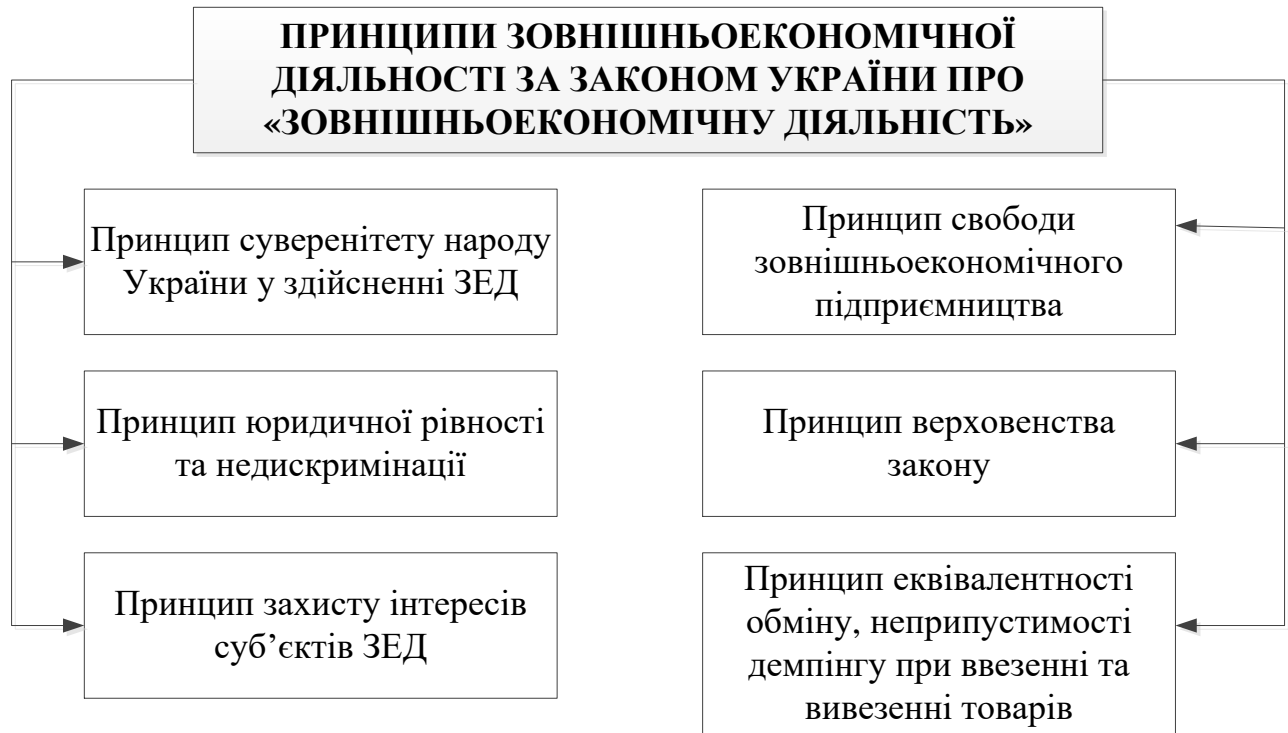 ПРИНЦИПИ ЗОВНІШНЬОЕКОНОМІЧНОЇ
ДІЯЛЬНОСТІ ЗА ЗАКОНОМ УКРАЇНИ ПРО
«ЗОВНІШНЬОЕКОНОМІЧНУ ДІЯЛЬНІСТЬ»
Принцип суверенітету народу
України у здійсненні ЗЕД
Принцип свободи
зовнішньоекономічного
підприємництва
Принцип юридичної рівності
та недискримінації
Принцип верховенства
закону
Принцип захисту інтересів
суб’єктів ЗЕД
Принцип еквівалентності
обміну, неприпустимості
демпінгу при ввезенні та
вивезенні товарів